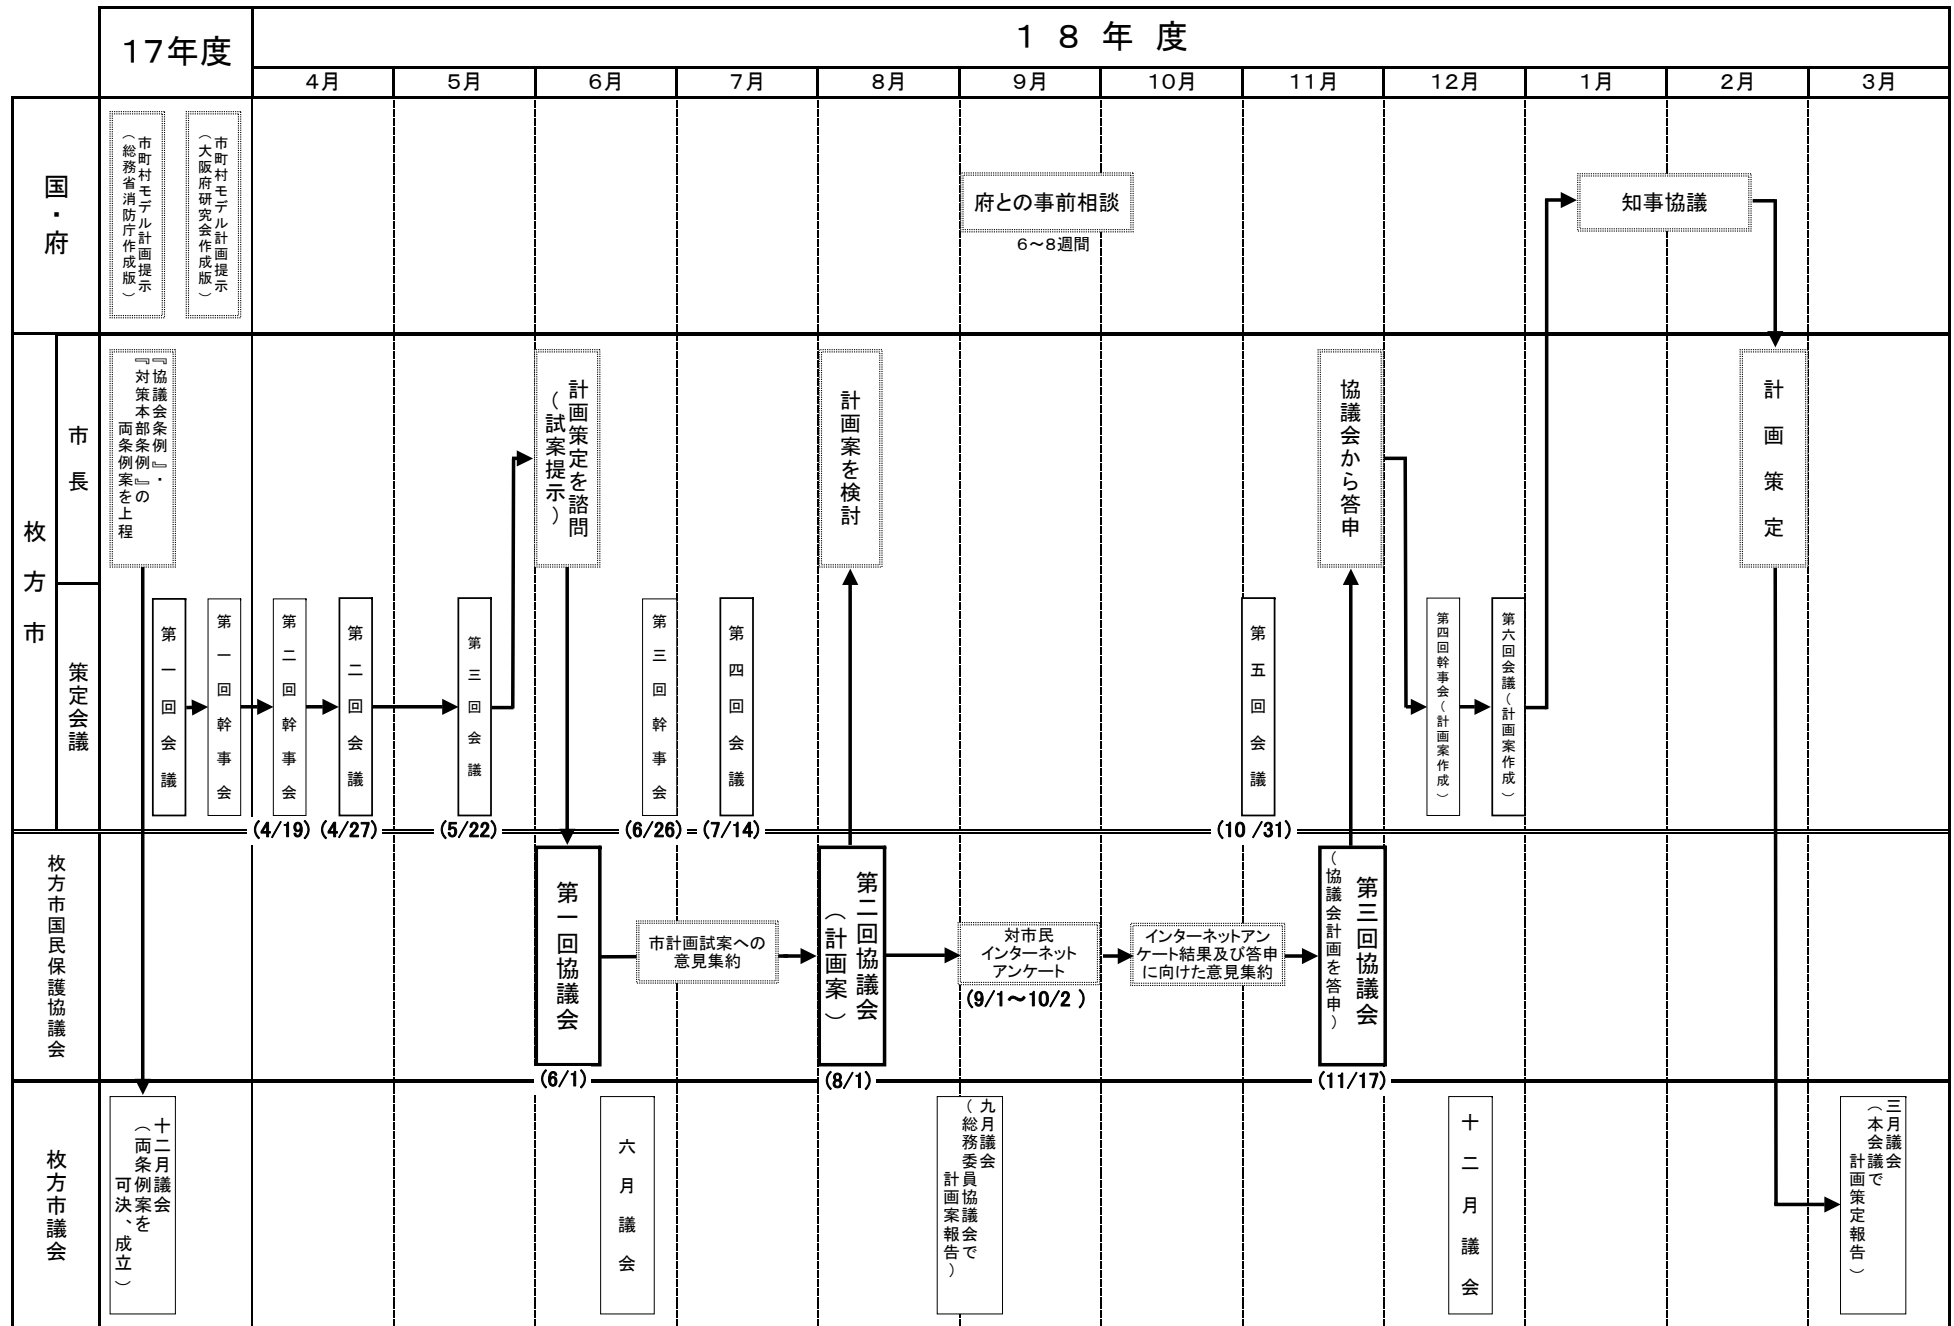 17年度
１８年度
4月
5月
6月
7月
8月
9月
10月
11月
12月
1月
2月
3月
国・府
市町村モデル計画提示
（総務省消防庁作成版）
市町村モデル計画提示
（大阪府研究会作成版）
府との事前相談
６～８週間
知事協議
枚方市
市長
『協議会条例』・
『対策本部条例』の
両条例案を上程
計画策定を諮問
（試案提示）
計画案を検討
協議会から答申
計画策定
策定会議
第一回会議
第一回幹事会
第二回幹事会
第二回会議
第三回会議
第三回幹事会
第四回会議
第五回会議
第四回幹事会（計画案作成）
第六回会議（計画案作成）
(4/19)
(4/27)
(5/22)
(6/26)
(7/14)
(10 /31)
枚方市国民保護協議会
第一回協議会
市計画試案への
意見集約
第二回協議会
（計画案）
対市民
インターネット
アンケート
(9/1～10/2 )
インターネットアン
ケート結果及び答申
に向けた意見集約
第三回協議会
（協議会計画を答申）
(6/1)
(8/1)
(11/17)
枚方市議会
十二月議会
（両条例案を
可決、成立）
六月議会
九月議会
（総務委員協議会で
計画案報告）
十二月議会
三月議会
（本会議で
計画策定報告）